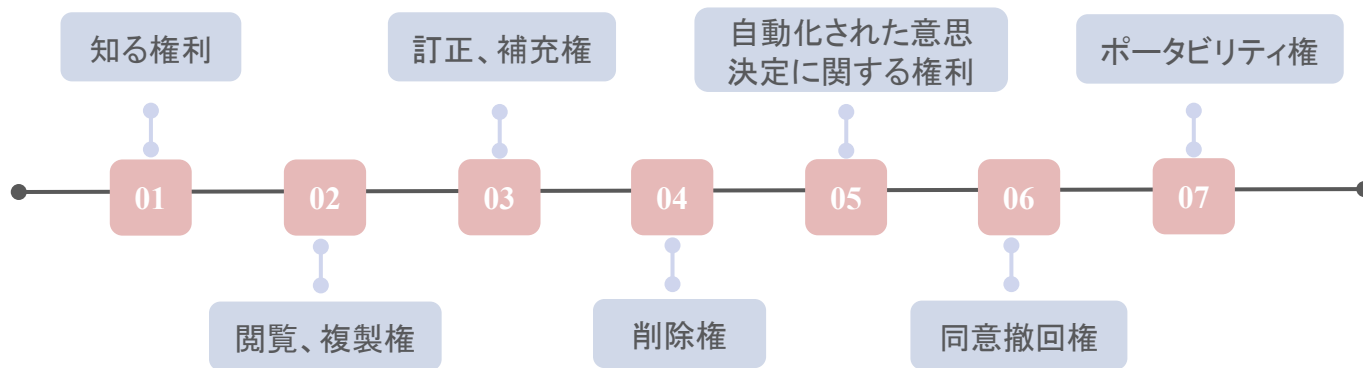 知る権利
訂正、補充権
自動化された意思
決定に関する権利
ポータビリティ権
01
02
03
04
05
06
07
閲覧、複製権
削除権
同意撤回権